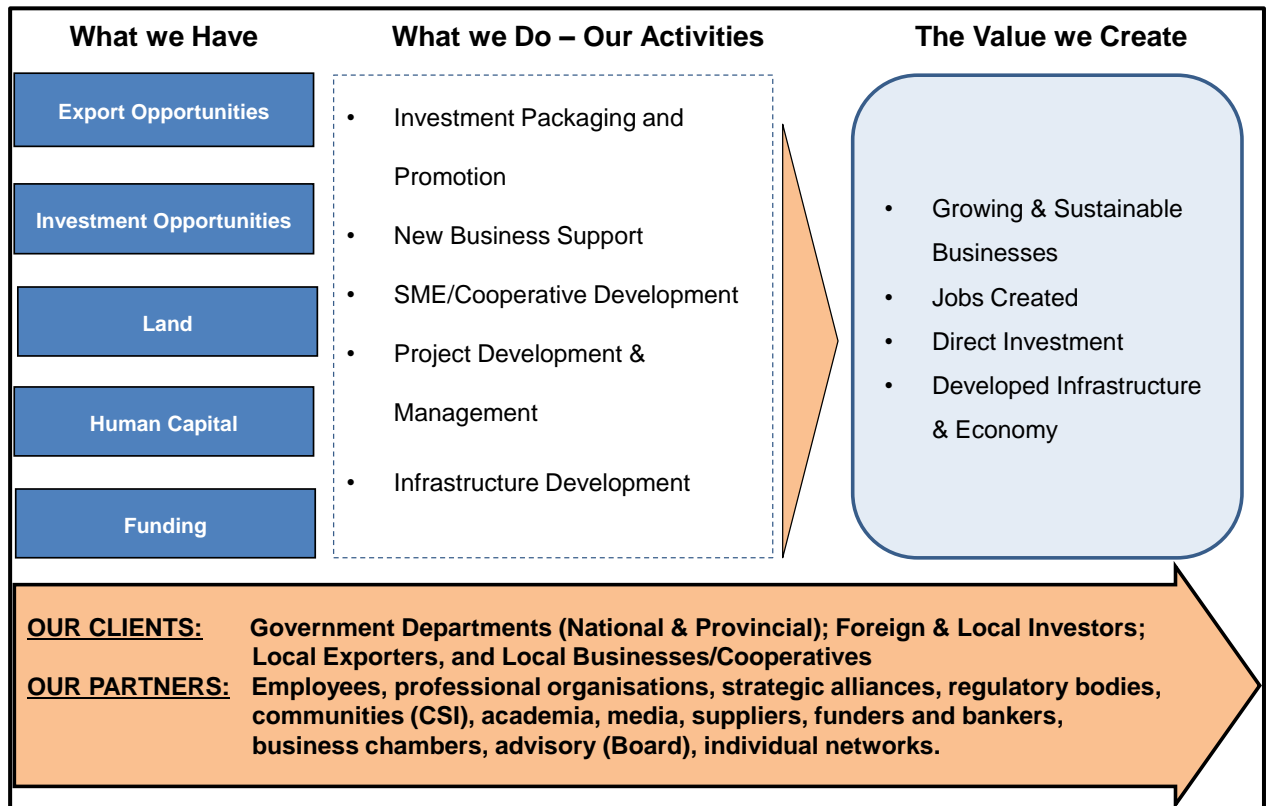 What we Have
What we Do – Our Activities
The Value we Create
Export Opportunities
Investment Opportunities
Land
Human Capital
Funding
• Investment Packaging and
Promotion
• New Business Support
• SME/Cooperative Development
• Project Development &
Management
• Infrastructure Development
• Growing & Sustainable
Businesses
• Jobs Created
• Direct Investment
• Developed Infrastructure
& Economy
OUR CLIENTS: Government Departments (National & Provincial); Foreign & Local Investors;
Local Exporters, and Local Businesses/Cooperatives
OUR PARTNERS: Employees, professional organisations, strategic alliances, regulatory bodies,
communities (CSI), academia, media, suppliers, funders and bankers,
business chambers, advisory (Board), individual networks.